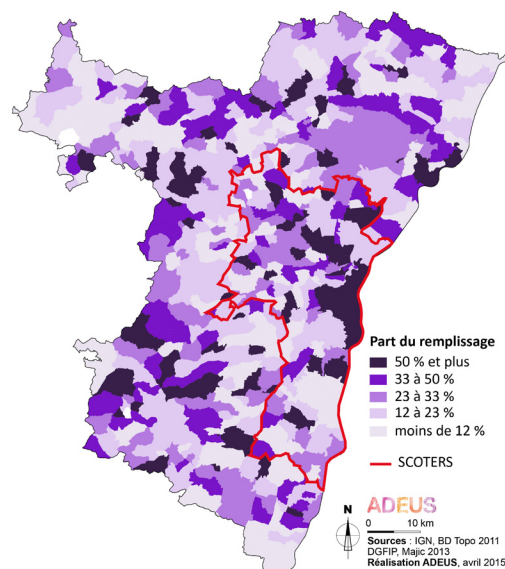 Part du remplissage
50 % et plus
33 à 50 %
23 à 33 %
12 à 23 %
moins de 12 %
SCOTERS
N
ADEUS
0 10 km
Sources : IGN, BD Topo 2011
DGFIP, Majic 2013
Réalisation ADEUS, avril 2015